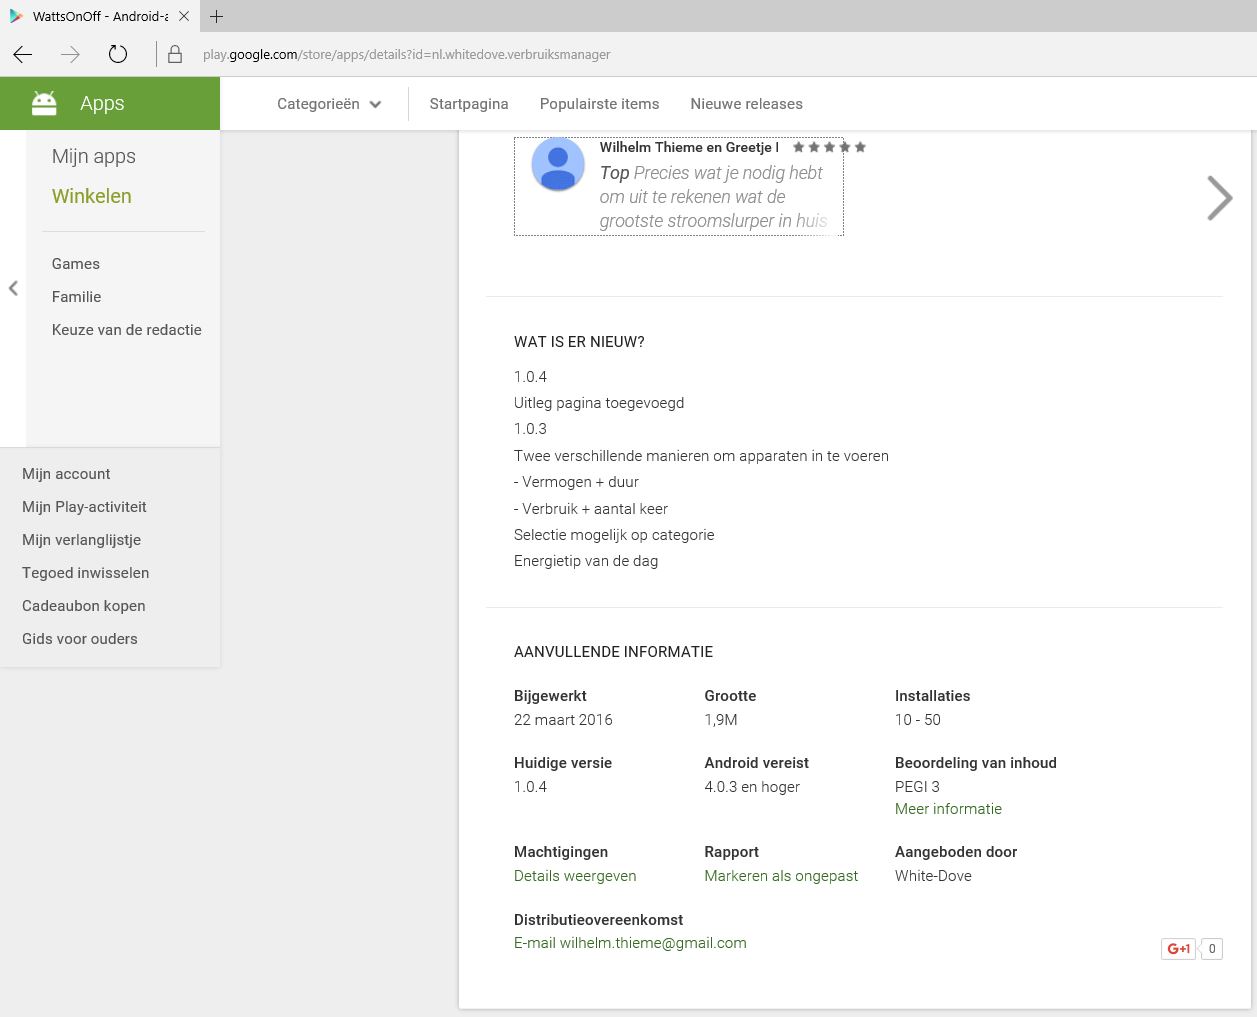 WattsOnOff - Android-a
play.google.com/store/apps/details?id=nl.whitedove.verbruiksmanager
Apps
Categorieën
Startpagina
Populairste items
Nieuwe releases
Mijn apps
Winkelen
Games
Familie
Keuze van de redactie
Mijn account
Mijn Play-activiteit
Mijn verlanglijstje
Tegoed inwisselen
Cadeaubon kopen
Gids voor ouders
Wilhelm Thieme en Greetje
Top Precies wat je nodig hebt
om uit te rekenen wat de
grootste stroomslurper in huis
WAT IS ER NIEUW?
1.0.4
Uitleg pagina toegevoegd
1.0.3
Twee verschillende manieren om apparaten in te voeren
- Vermogen + duur
- Verbruik + aantal keer
Selectie mogelijk op categorie
Energietip van de dag
AANVULLENDE INFORMATIE
Bijgewerkt
22 maart 2016
Grootte
1,9M
Installaties
10 - 50
Huidige versie
1.0.4
Android vereist
4.0.3 en hoger
Beoordeling van inhoud
PEGI 3
Meer informatie
Machtigingen
Details weergeven
Rapport
Markeren als ongepast
Aangeboden door
White-Dove
Distributieovereenkomst
E-mail wilhelm.thieme@gmail.com
G+1
0